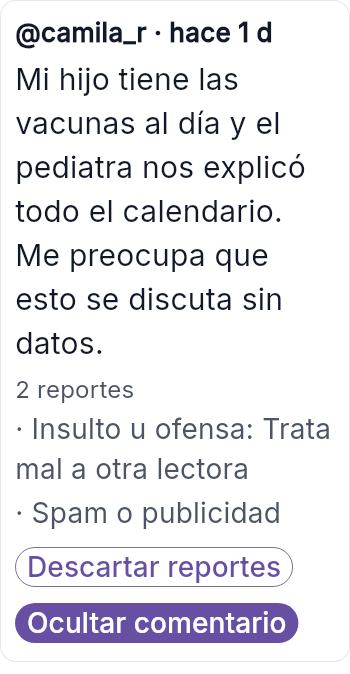 @camila_r · hace 1 d
Mi hijo tiene las
vacunas al día y el
pediatra nos explicó
todo el calendario.
Me preocupa que
esto se discuta sin
datos.
2 reportes
· Insulto u ofensa: Trata
mal a otra lectora
· Spam o publicidad
Descartar reportes
Ocultar comentario